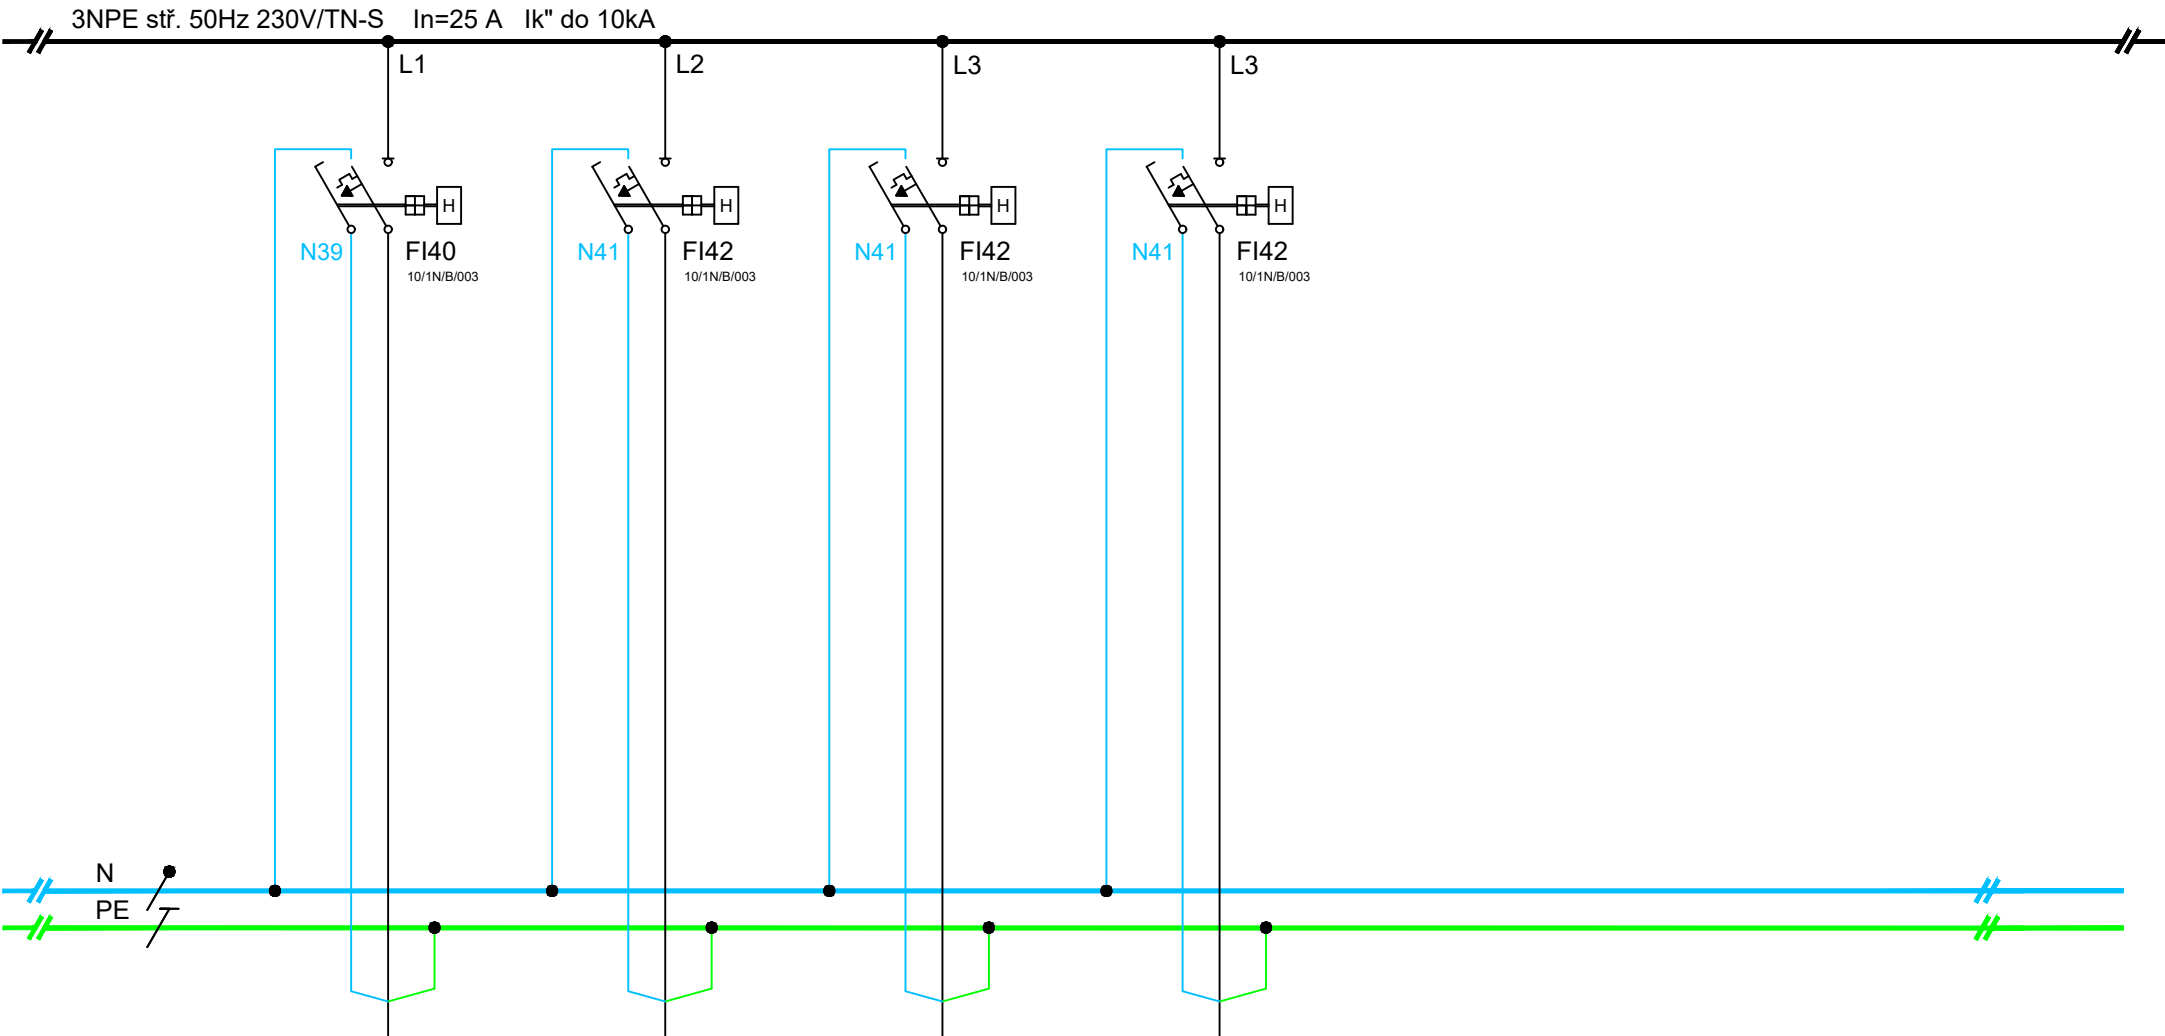 3NPE stř. 50Hz 230V/TN-S In=25 A Ik" do 10kA
L1 L2 L3 L3
H H H H
N39 FI40 N41 FI42 N41 FI42 N41 FI42
10/1N/B/003 10/1N/B/003 10/1N/B/003 10/1N/B/003
N
PE